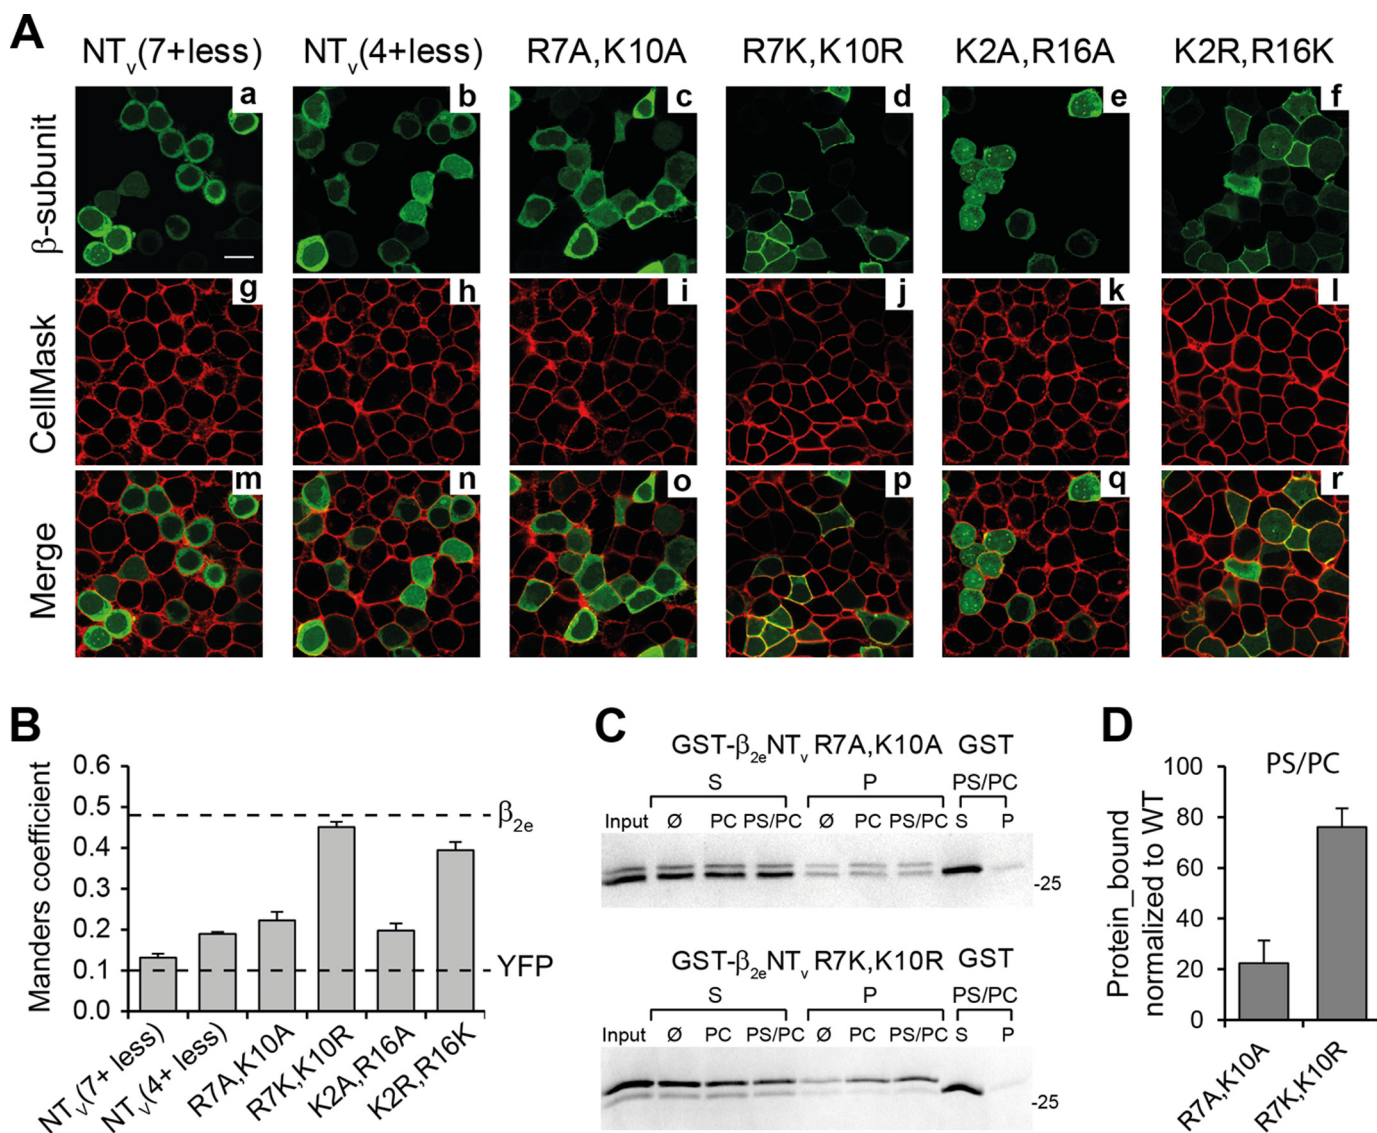 A
NTv(7+less) NTv(4+less) R7A,K10A R7K,K10R K2A,R16A K2R,R16K
β-subunit
a b c d e f
CellMask
g h i j k l
Merge
m n o p q r
B
Manders coefficient
0.6
0.5
0.4
0.3
0.2
0.1
0.0
β2e
YFP
NTv(7+ less) NTv(4+ less) R7A,K10A R7K,K10R K2A,R16A K2R,R16K
C
GST-β2eNTv R7A,K10A GST
S P PS/PC
Input Ø PC PS/PC Ø PC PS/PC S P
-25
GST-β2eNTv R7K,K10R GST
S P PS/PC
Input Ø PC PS/PC Ø PC PS/PC S P
-25
D
PS/PC
Protein_bound
normalized to WT
100
80
60
40
20
0
R7A,K10A R7K,K10R